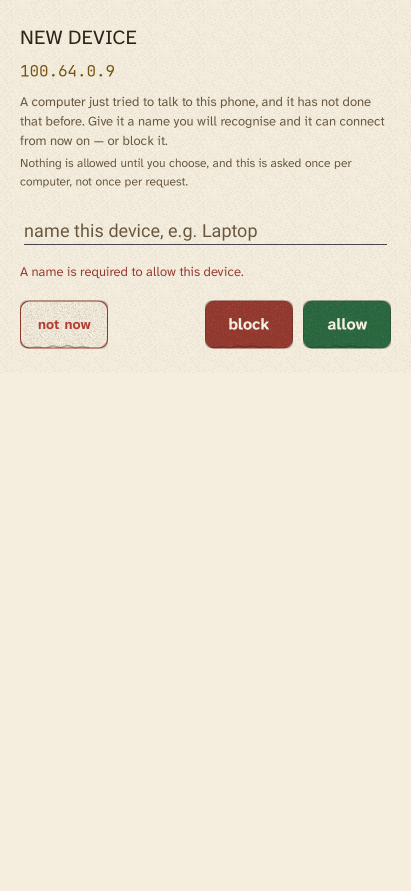 NEW DEVICE
100.64.0.9
A computer just tried to talk to this phone, and it has not done
that before. Give it a name you will recognise and it can connect
from now on — or block it.
Nothing is allowed until you choose, and this is asked once per
computer, not once per request.
name this device, e.g. Laptop
A name is required to allow this device.
not now
block
allow